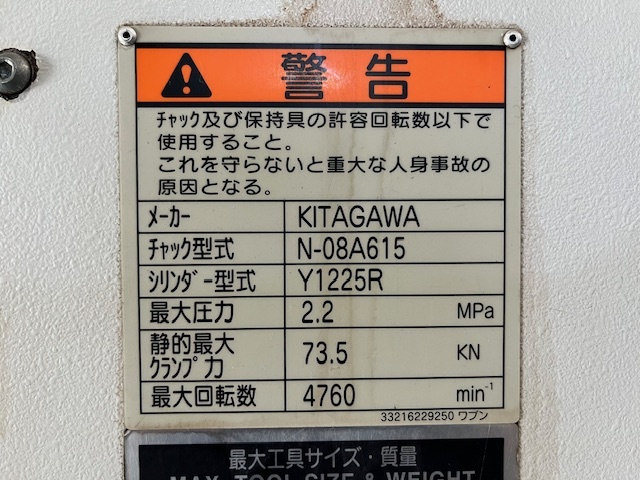 警告
ﾁｬｯｸ及び保持具の許容回転数以下で
使用すること。
これを守らないと重大な人身事故の
原因となる。
ﾒｰｶｰ KITAGAWA
ﾁｬｯｸ型式 N-08A615
ｼﾘﾝﾀﾞｰ型式 Y1225R
最大圧力 2.2 MPa
静的最大
ｸﾗﾝﾌﾟ力 73.5 KN
最大回転数 4760 min⁻¹
33216229250 ワブン
最大工具サイズ・質量
MAX. TOOL SIZE & WEIGHT